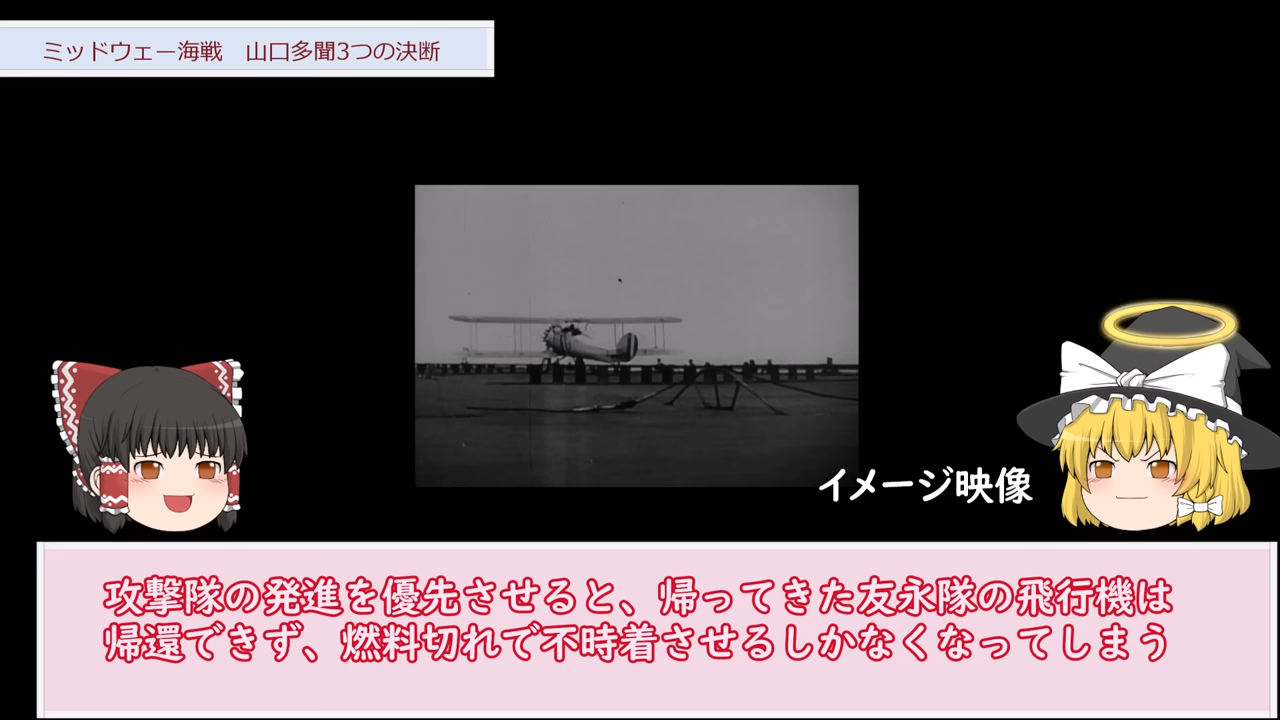 ミッドウェー海戦　山口多聞3つの決断
イメージ映像
攻撃隊の発進を優先させると、帰ってきた友永隊の飛行機は
帰還できず、燃料切れで不時着させるしかなくなってしまう